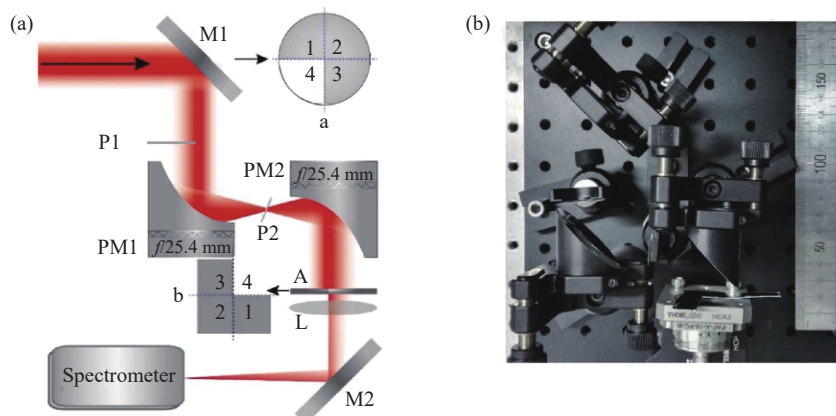 (a)
M1
1 2
4 3
a
P1
PM2
f/25.4 mm
P2
PM1
f/25.4 mm
3 4
b
2 1
A
L
Spectrometer
M2
(b)
150
100
50